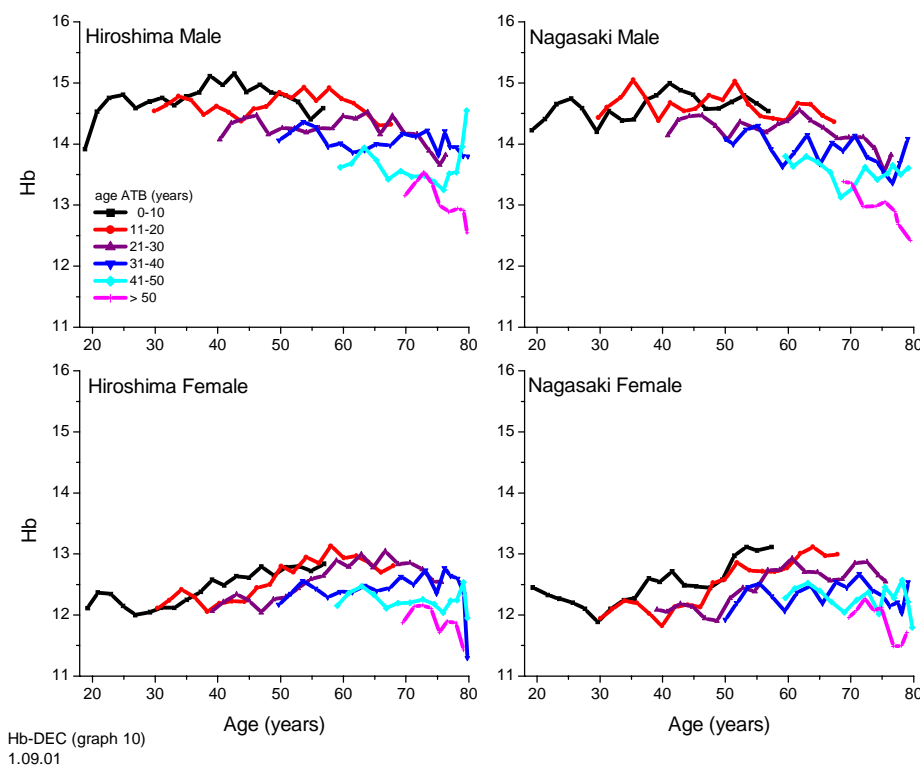 Hiroshima Male
Nagasaki Male
16
15
14
13
12
11
Hb
age ATB (years)
0-10
11-20
21-30
31-40
41-50
> 50
20 30 40 50 60 70 80
16
15
14
13
12
11
20 30 40 50 60 70 80
Hiroshima Female
Nagasaki Female
16
15
14
13
12
11
Hb
20 30 40 50 60 70 80
Age (years)
16
15
14
13
12
11
20 30 40 50 60 70 80
Age (years)
Hb-DEC (graph 10)
1.09.01